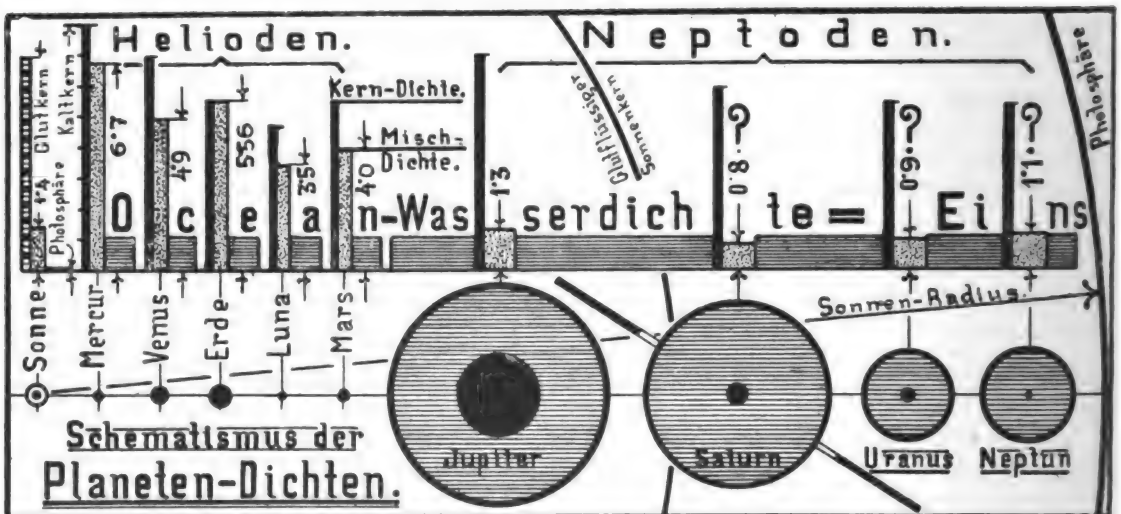 Helioden.
Neptoden.
Photosphäre
Glutflüssiger
Sonnenkern
Glutkern
Kaltkern
Photosphäre
1·4
6·7
4·9
5·56
3·5
4·0
Kern-Dichte.
Misch-
Dichte.
1·3
0·8·?
0·9·?
1·1·?
Ocean-Wasserdichte=Eins
Sonne
Mercur
Venus
Erde
Luna
Mars
Sonnen-Radius.
Schematismus der
Planeten-Dichten.
Jupiter
Saturn
Uranus
Neptun